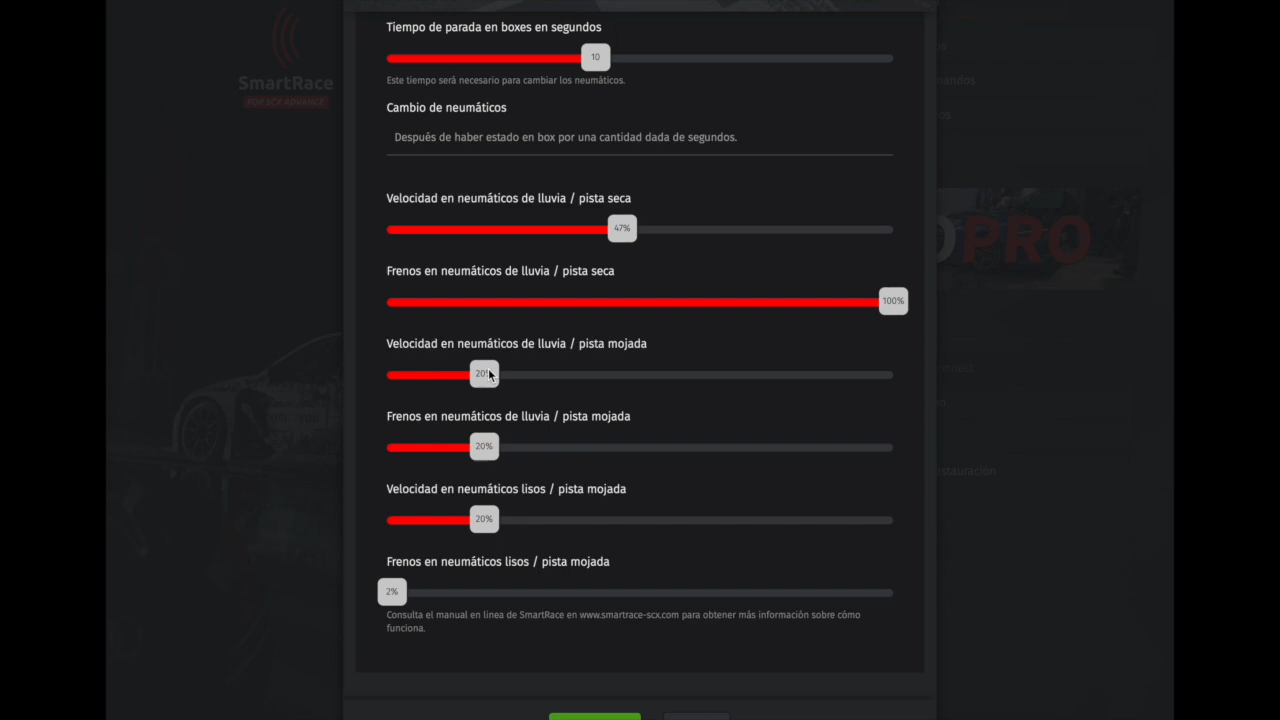 SmartRace
FOR SCX ADVANCE
Tiempo de parada en boxes en segundos
10
Este tiempo será necesario para cambiar los neumáticos.
Cambio de neumáticos
Después de haber estado en box por una cantidad dada de segundos.
Velocidad en neumáticos de lluvia / pista seca
47%
Frenos en neumáticos de lluvia / pista seca
100%
Velocidad en neumáticos de lluvia / pista mojada
20%
Frenos en neumáticos de lluvia / pista mojada
20%
Velocidad en neumáticos lisos / pista mojada
20%
Frenos en neumáticos lisos / pista mojada
2%
Consulta el manual en línea de SmartRace en www.smartrace-scx.com para obtener más información sobre cómo
funciona.
PRO